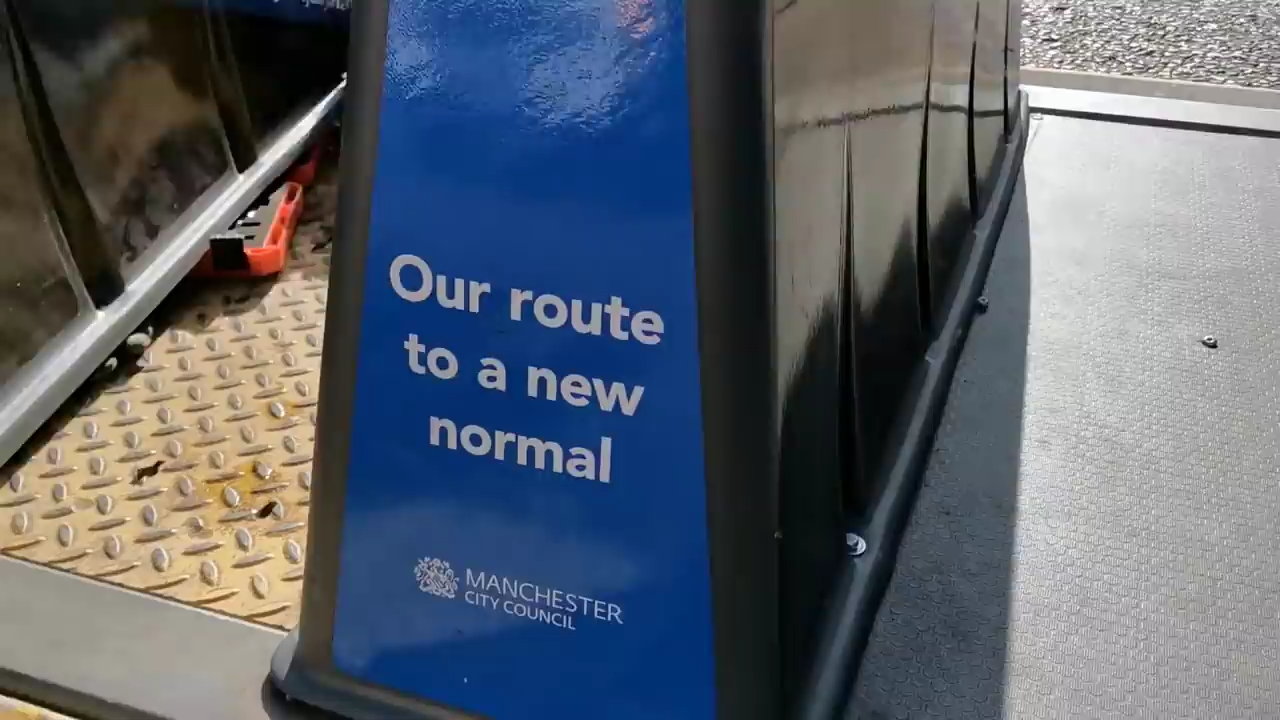 Our route
to a new
normal
MANCHESTER
CITY COUNCIL